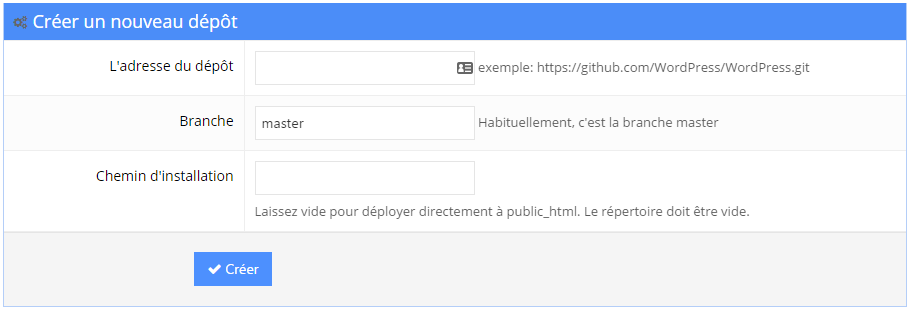 Créer un nouveau dépôt
L'adresse du dépôt
exemple: https://github.com/WordPress/WordPress.git
Branche
master
Habituellement, c'est la branche master
Chemin d'installation
Laissez vide pour déployer directement à public_html. Le répertoire doit être vide.
Créer